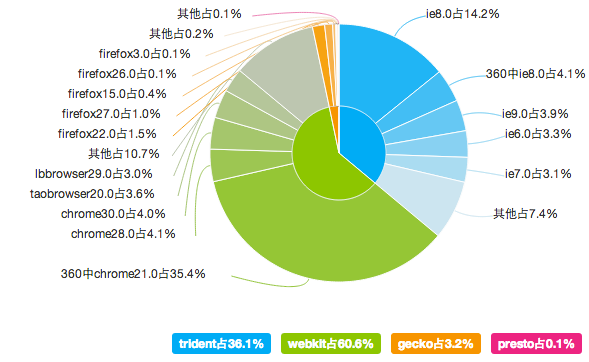 其他占0.1%
其他占0.2%
firefox3.0占0.1%
firefox26.0占0.1%
firefox15.0占0.4%
firefox27.0占1.0%
firefox22.0占1.5%
其他占10.7%
lbbrowser29.0占3.0%
taobrowser20.0占3.6%
chrome30.0占4.0%
chrome28.0占4.1%
360中chrome21.0占35.4%
ie8.0占14.2%
360中ie8.0占4.1%
ie9.0占3.9%
ie6.0占3.3%
ie7.0占3.1%
其他占7.4%
trident占36.1%
webkit占60.6%
gecko占3.2%
presto占0.1%